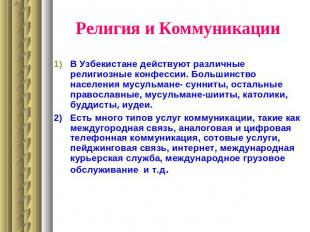 Религия и Коммуникации
1) В Узбекистане действуют различные
религиозные конфессии. Большинство
населения мусульмане- сунниты, остальные
православные, мусульмане-шииты, католики,
буддисты, иудеи.
2) Есть много типов услуг коммуникации, такие как
междугородная связь, аналоговая и цифровая
телефонная коммуникация, сотовые услуги,
пейджинговая связь, интернет, международная
курьерская служба, международное грузовое
обслуживание и т.д.